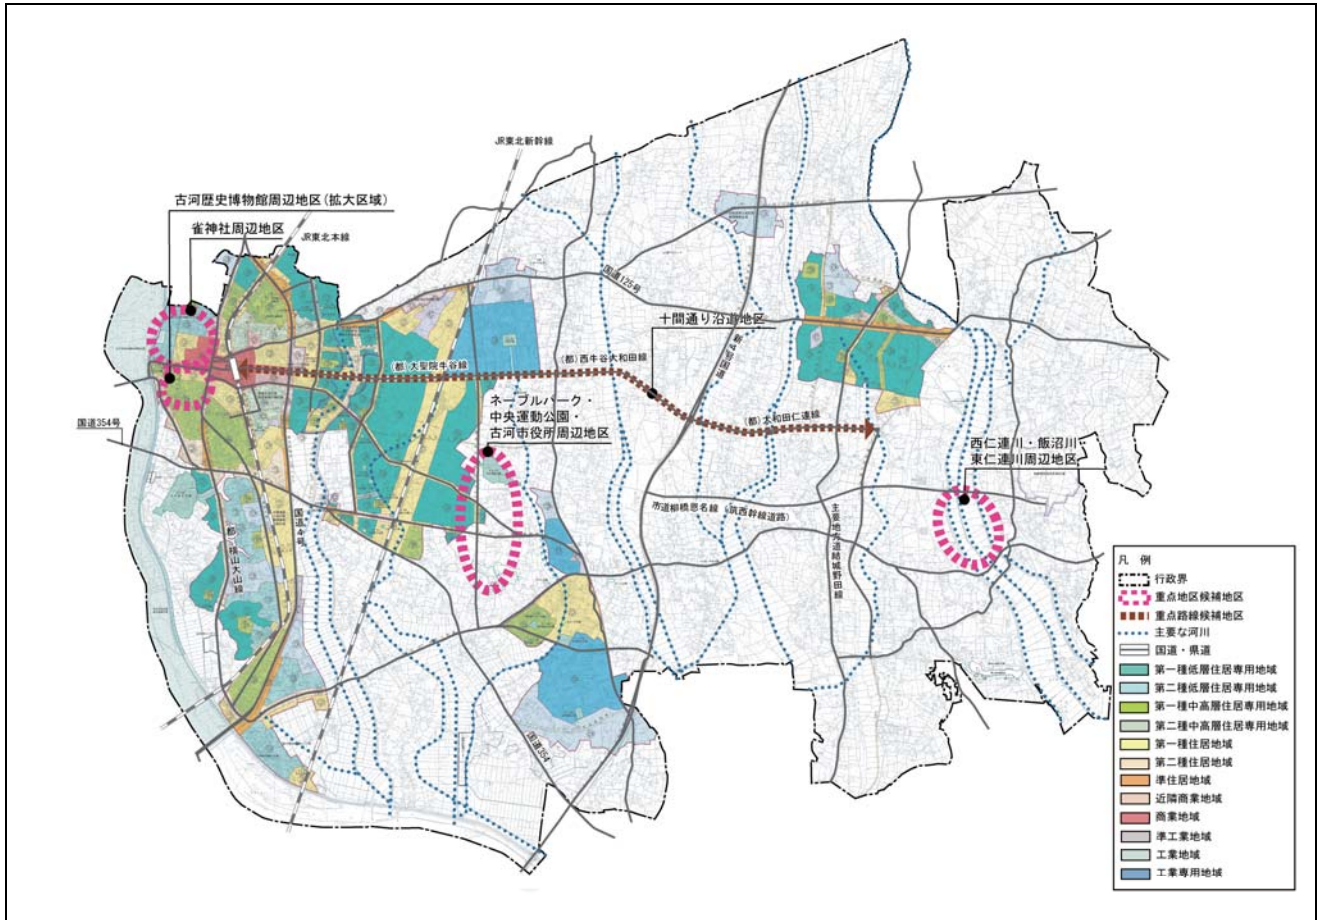 JR東北新幹線
古河歴史博物館周辺地区(拡大区域)
雀神社周辺地区
JR東北本線
国道125号
十間通り沿道地区
新4号国道
(都)大聖院牛谷線
(都)西牛谷大和田線
(都)大和田仁連線
ネーブルパーク・
中央運動公園・
古河市役所周辺地区
国道354号
西仁連川・飯沼川・
東仁連川周辺地区
市道柳橋恩名線(筑西幹線道路)
主要地方道結城野田線
国道4号
(都)横山大山線
国道354
凡 例
行政界
重点地区候補地区
重点路線候補地区
主要な河川
国道・県道
第一種低層住居専用地域
第二種低層住居専用地域
第一種中高層住居専用地域
第二種中高層住居専用地域
第一種住居地域
第二種住居地域
準住居地域
近隣商業地域
商業地域
準工業地域
工業地域
工業専用地域